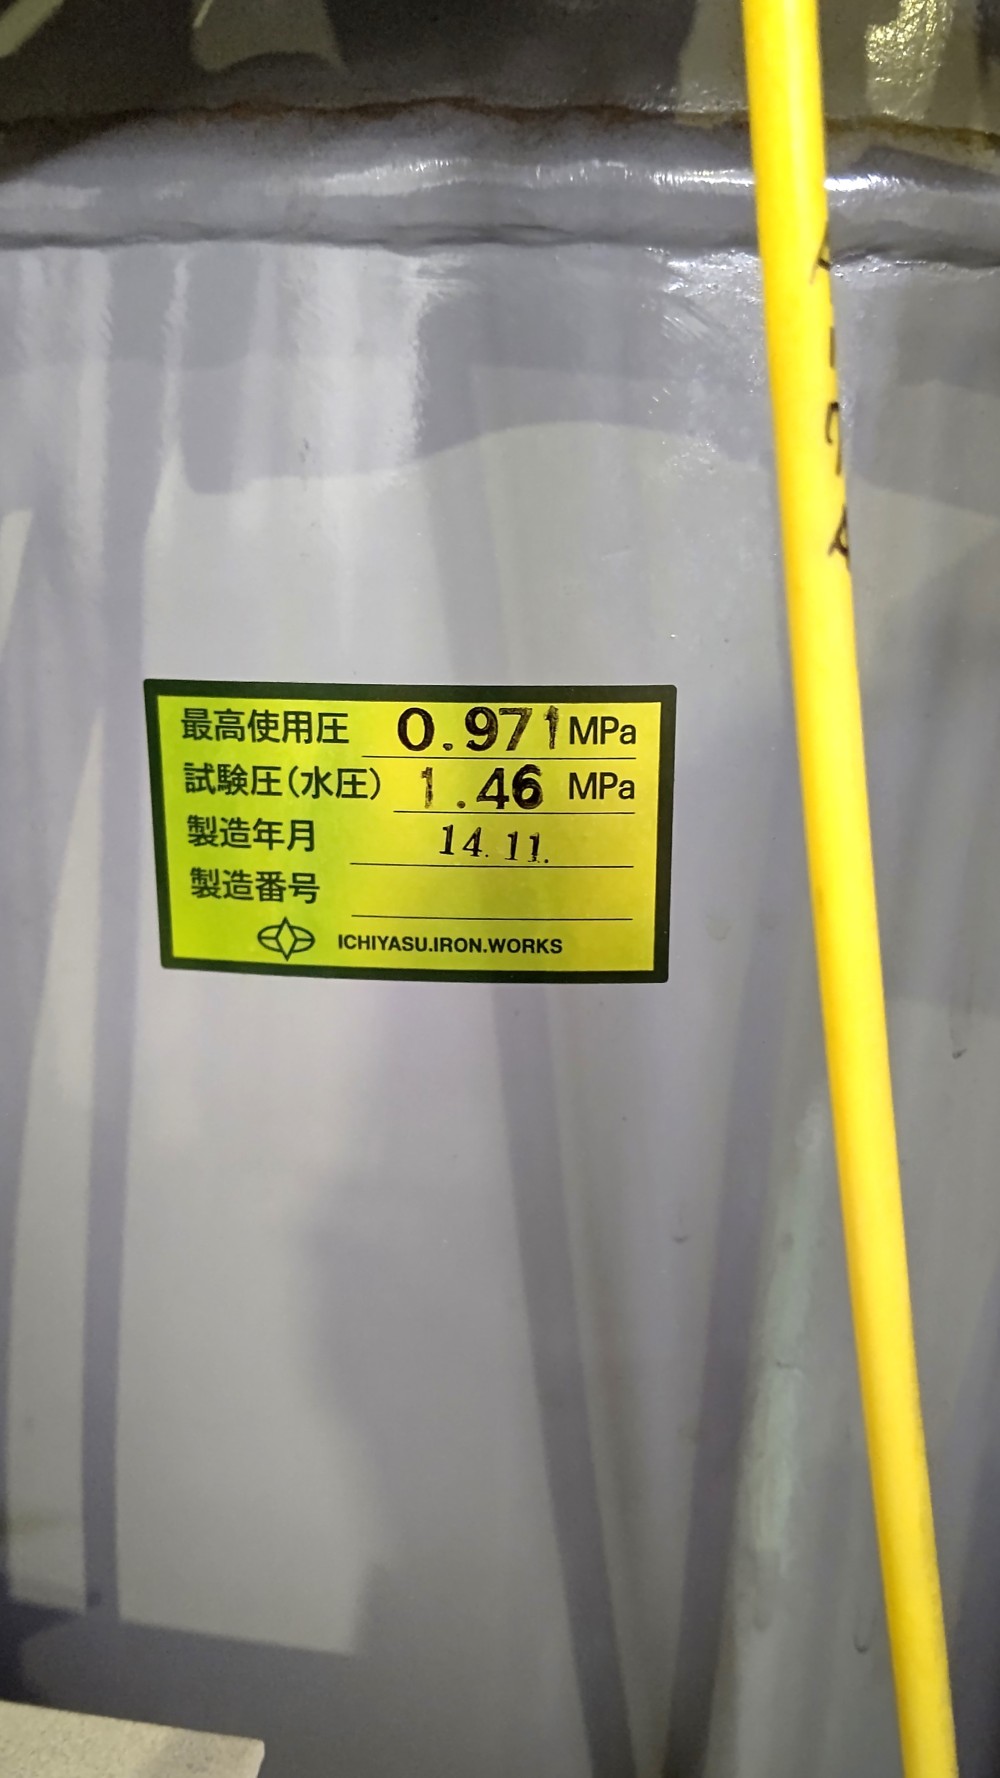 最高使用圧 0.971 MPa
試験圧(水圧) 1.46 MPa
製造年月 14.11.
製造番号
ICHIYASU.IRON.WORKS